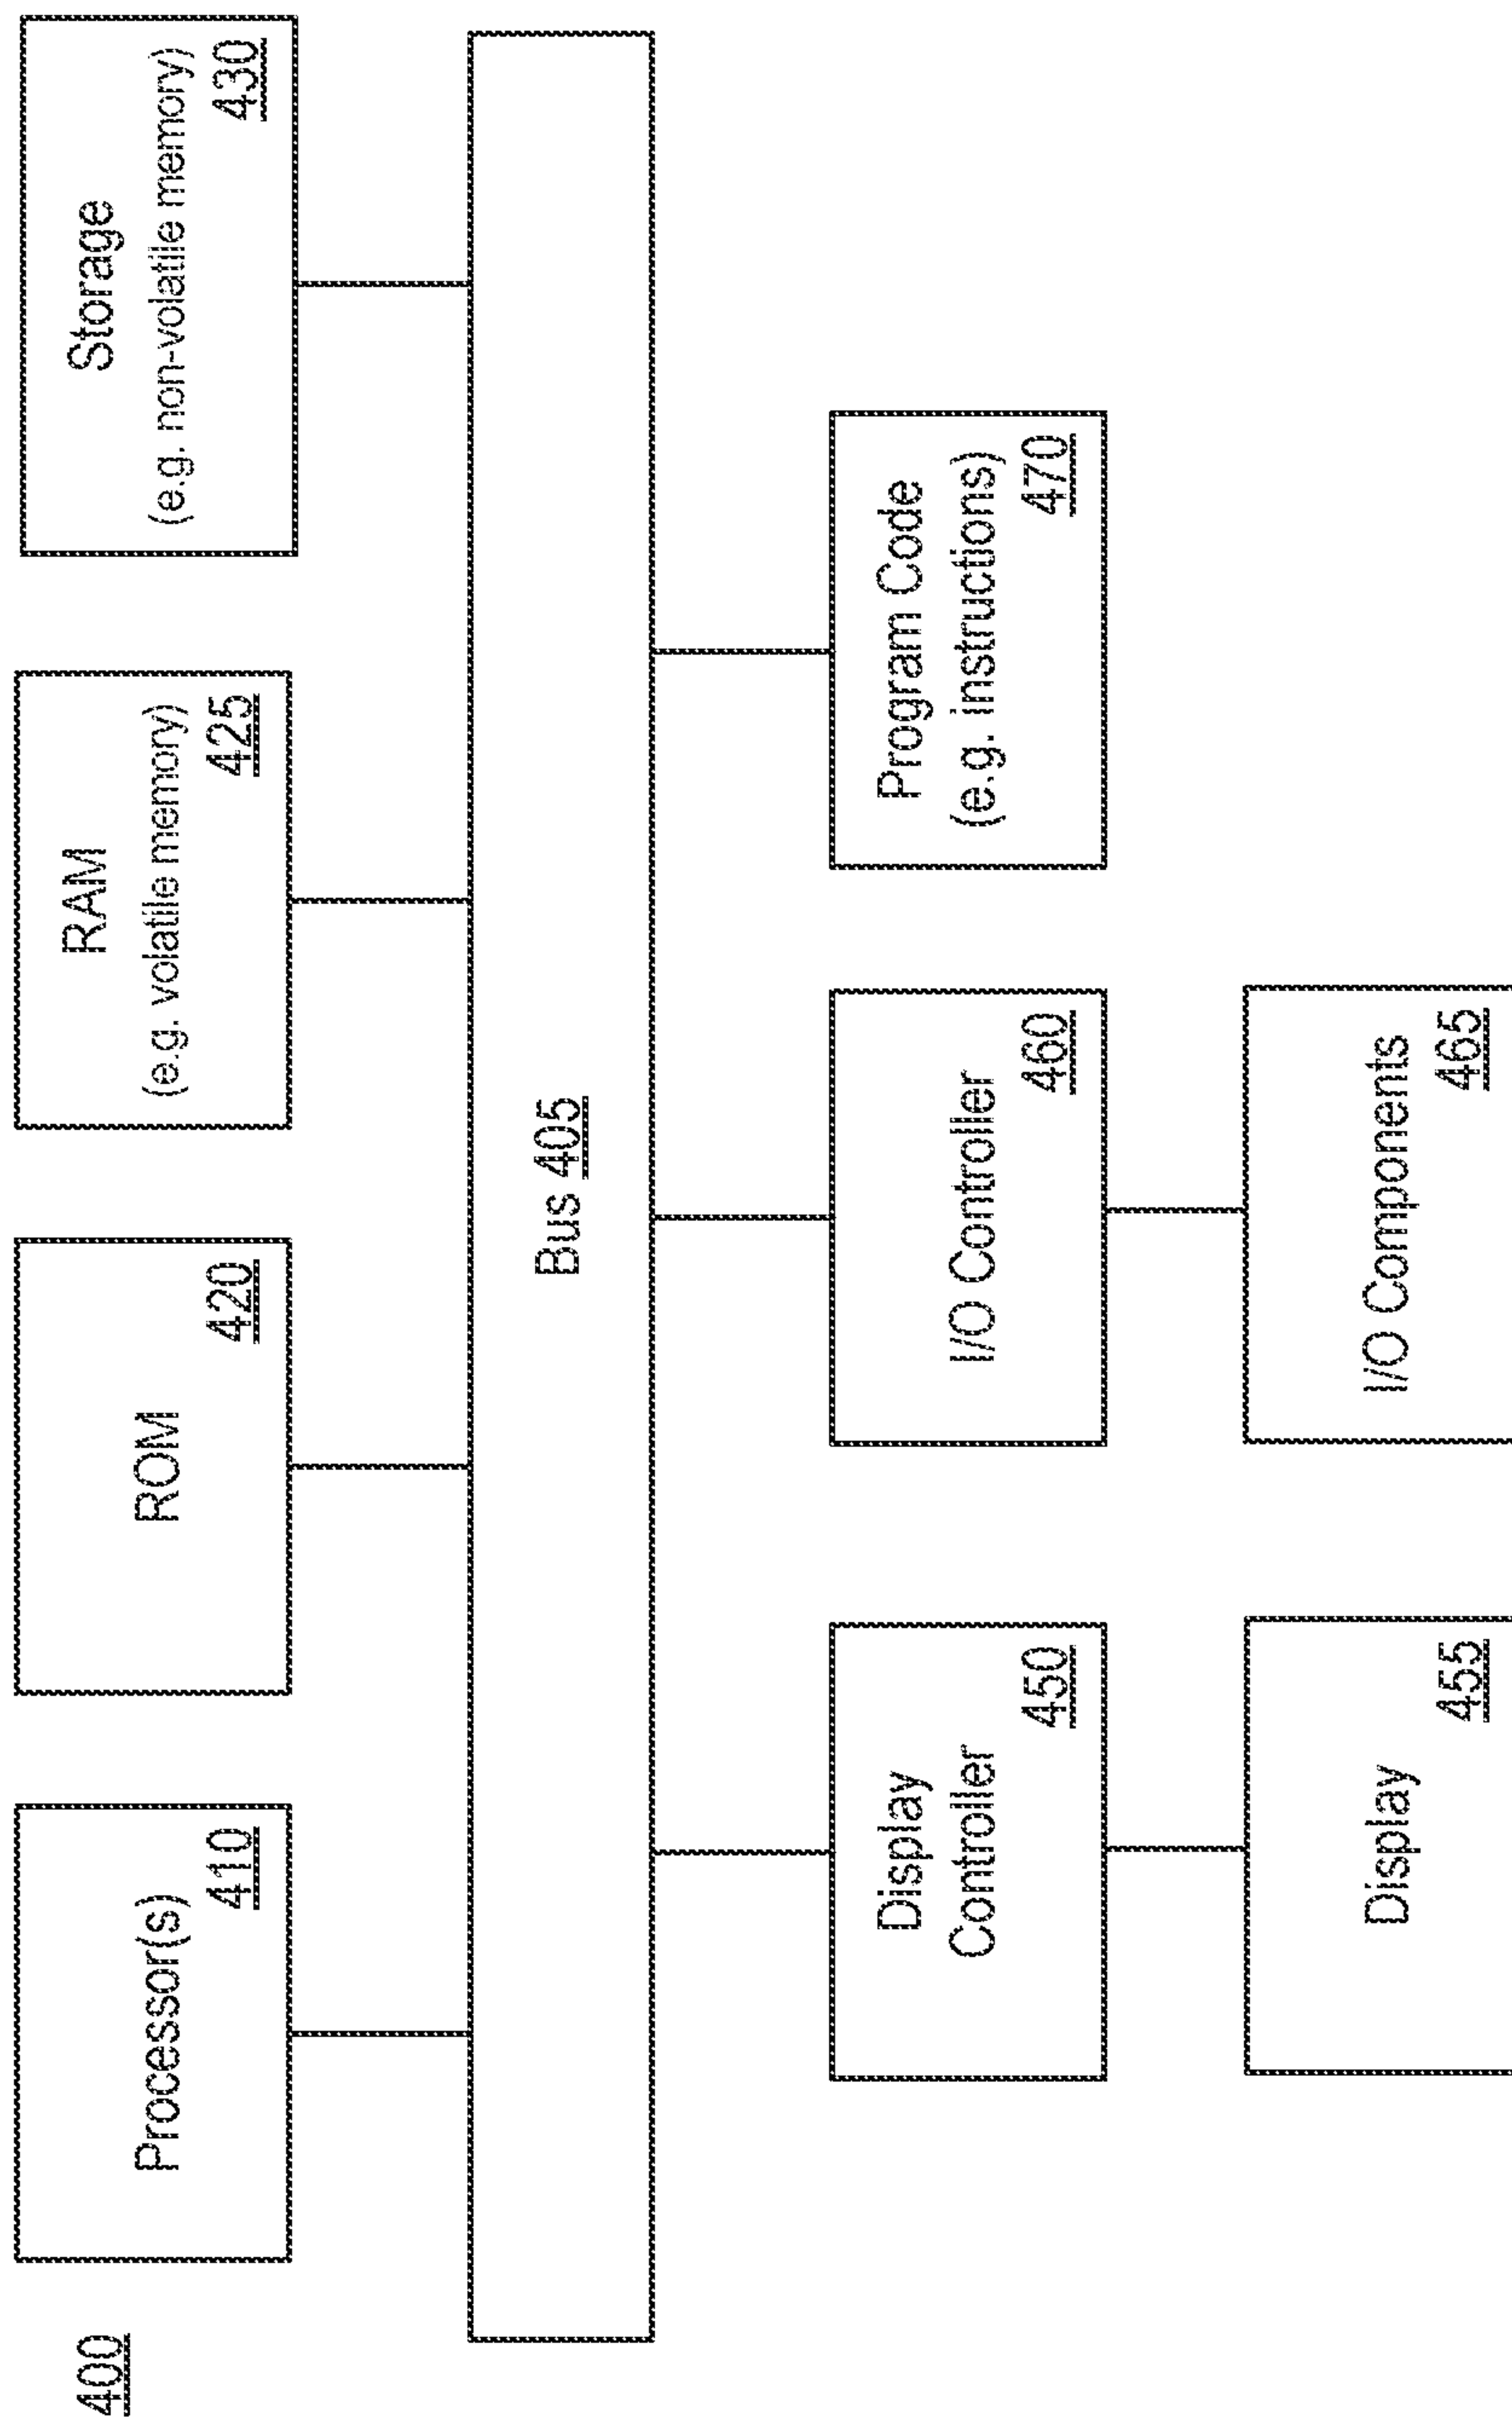 400
Processor(s)
410
ROM
420
RAM
(e.g. volatile memory)
425
Storage
(e.g. non-volatile memory)
430
Bus 405
Display
Controller
450
I/O Controller
460
Program Code
(e.g. instructions)
470
Display
455
I/O Components
465